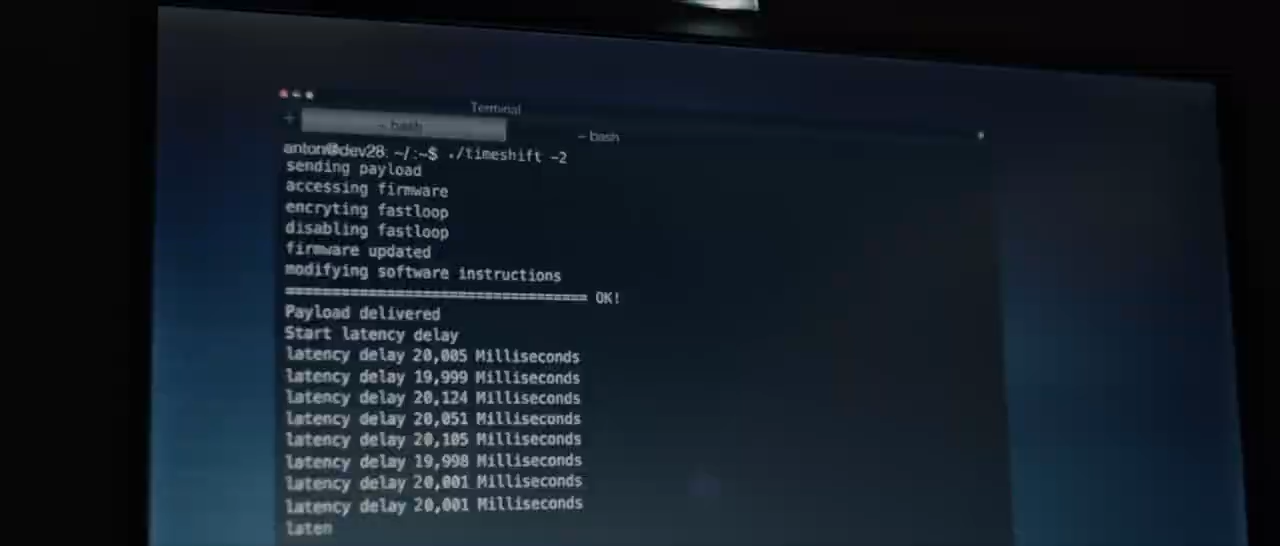 Terminal
~ bash
~ bash
anton@dev28: ~/ :~$ ./timeshift -2
sending payload
accessing firmware
encryting fastloop
disabling fastloop
firmware updated
modifying software instructions
====================================== OK!
Payload delivered
Start latency delay
latency delay 20,005 Milliseconds
latency delay 19,999 Milliseconds
latency delay 20,124 Milliseconds
latency delay 20,051 Milliseconds
latency delay 20,105 Milliseconds
latency delay 19,998 Milliseconds
latency delay 20,001 Milliseconds
latency delay 20,001 Milliseconds
laten